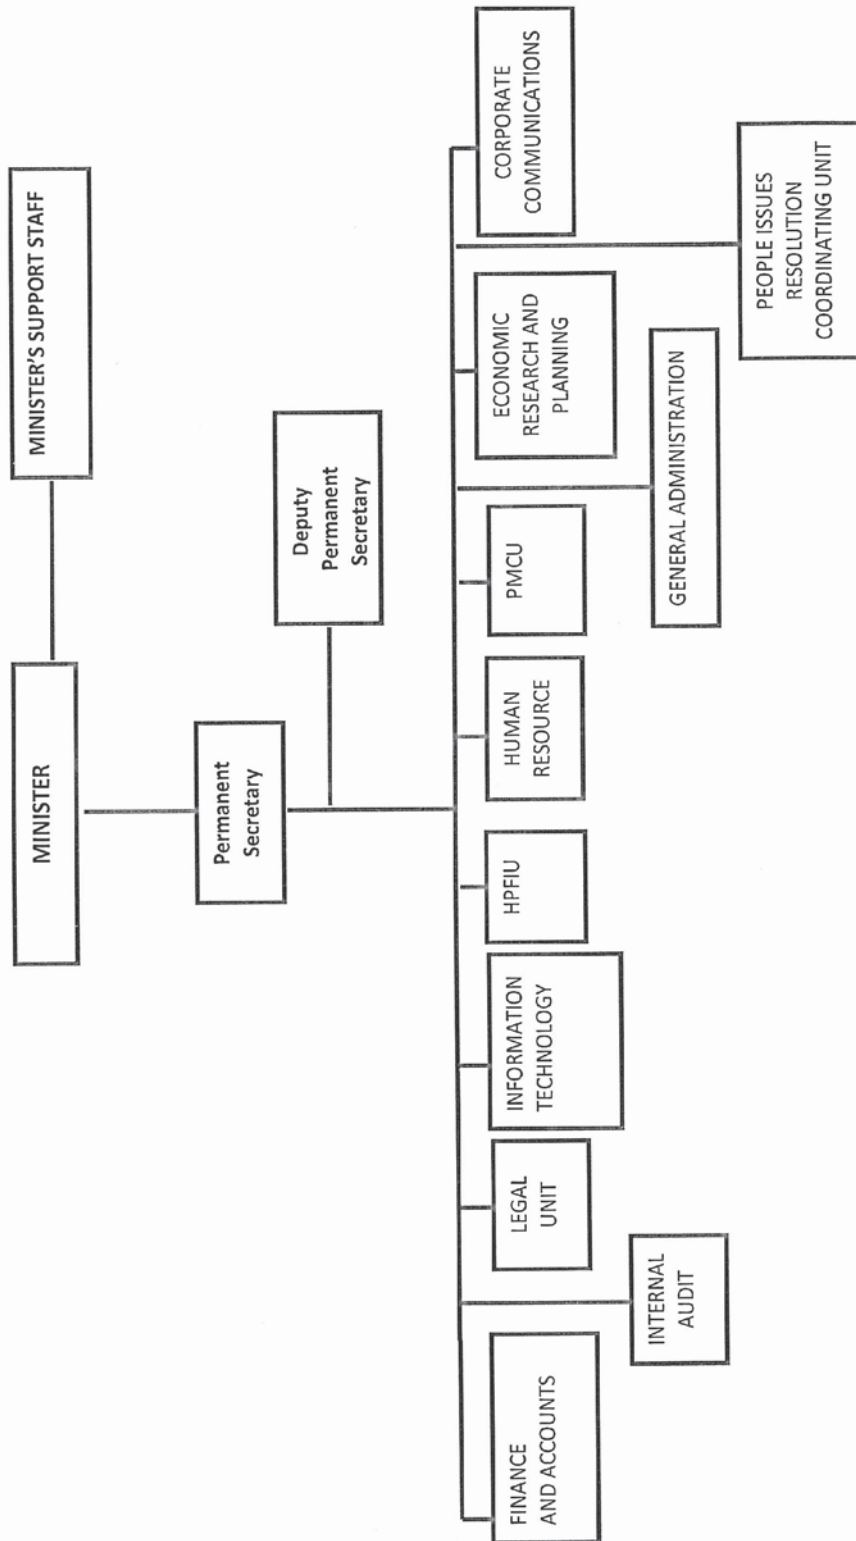 MINISTER
MINISTER'S SUPPORT STAFF
Permanent
Secretary
Deputy
Permanent
Secretary
FINANCE
AND ACCOUNTS
LEGAL
UNIT
INFORMATION
TECHNOLOGY
HPFIU
HUMAN
RESOURCE
PMCU
ECONOMIC
RESEARCH AND
PLANNING
CORPORATE
COMMUNICATIONS
INTERNAL
AUDIT
GENERAL ADMINISTRATION
PEOPLE ISSUES
RESOLUTION
COORDINATING UNIT